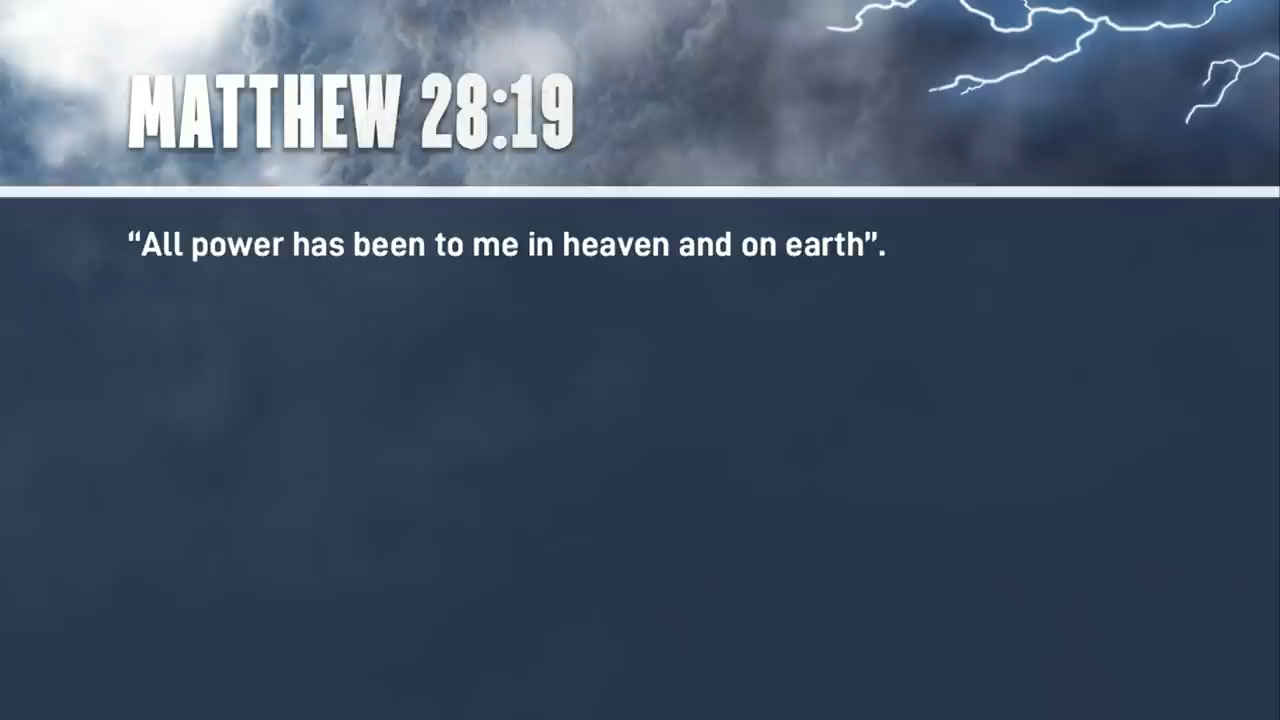 MATTHEW 28:19
“All power has been to me in heaven and on earth”.